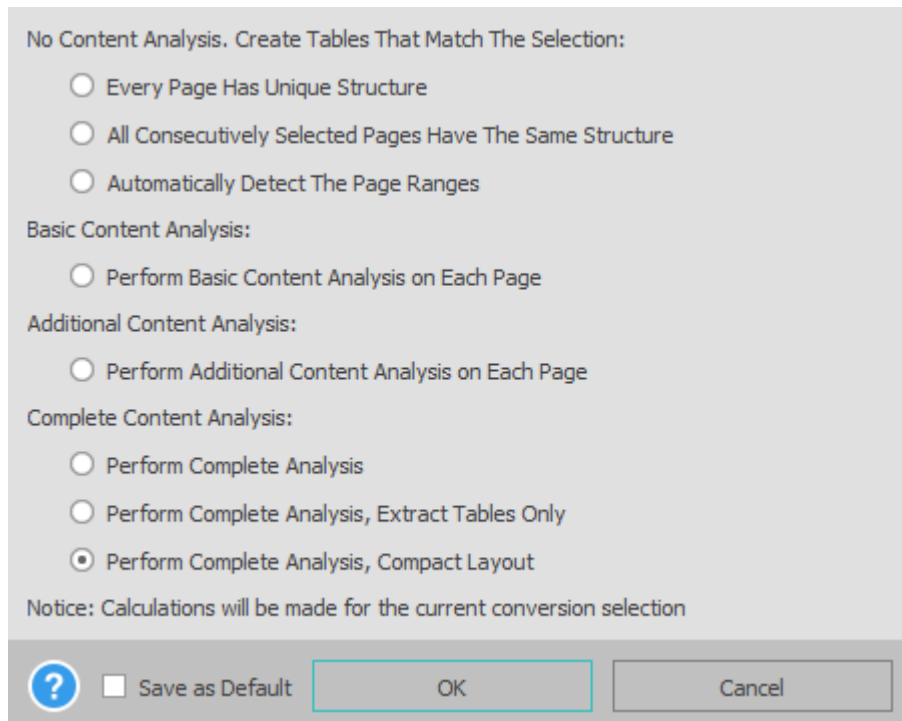 No Content Analysis. Create Tables That Match The Selection:
Every Page Has Unique Structure
All Consecutively Selected Pages Have The Same Structure
Automatically Detect The Page Ranges
Basic Content Analysis:
Perform Basic Content Analysis on Each Page
Additional Content Analysis:
Perform Additional Content Analysis on Each Page
Complete Content Analysis:
Perform Complete Analysis
Perform Complete Analysis, Extract Tables Only
Perform Complete Analysis, Compact Layout
Notice: Calculations will be made for the current conversion selection
? Save as Default OK Cancel